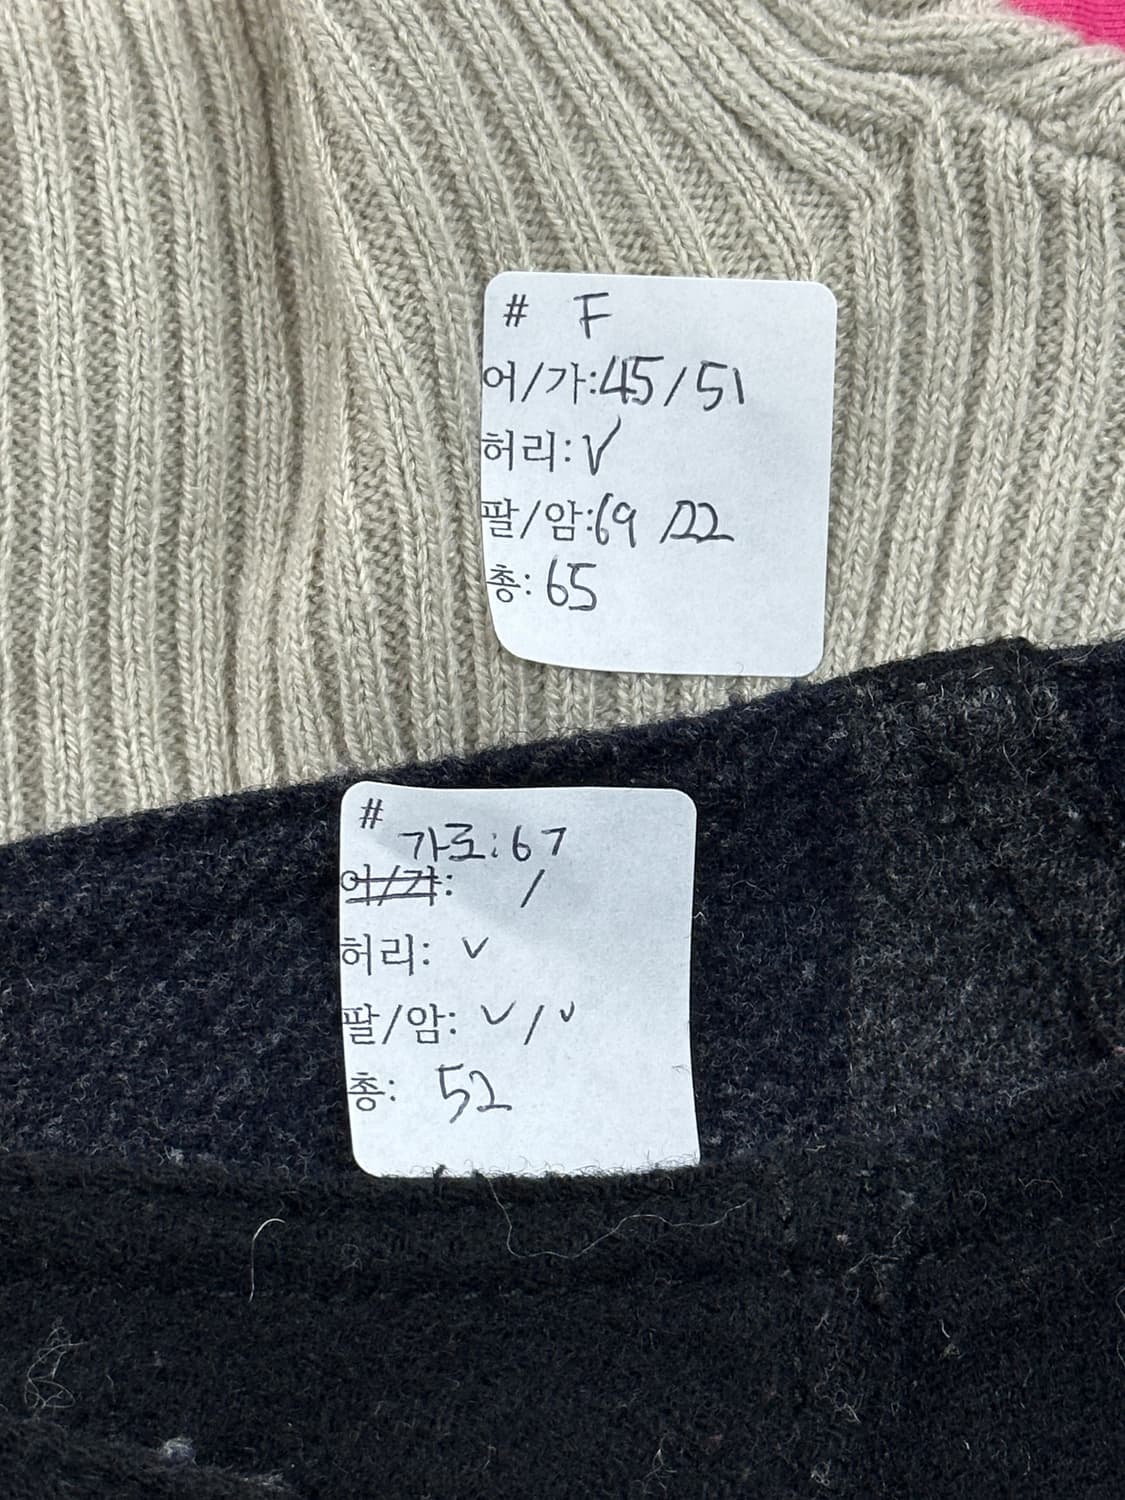 # F
어/가:45/51
허리:V
팔/암:69/22
총:65
#
가로:67
어/가: /
허리: V
팔/암: V/V
총: 52